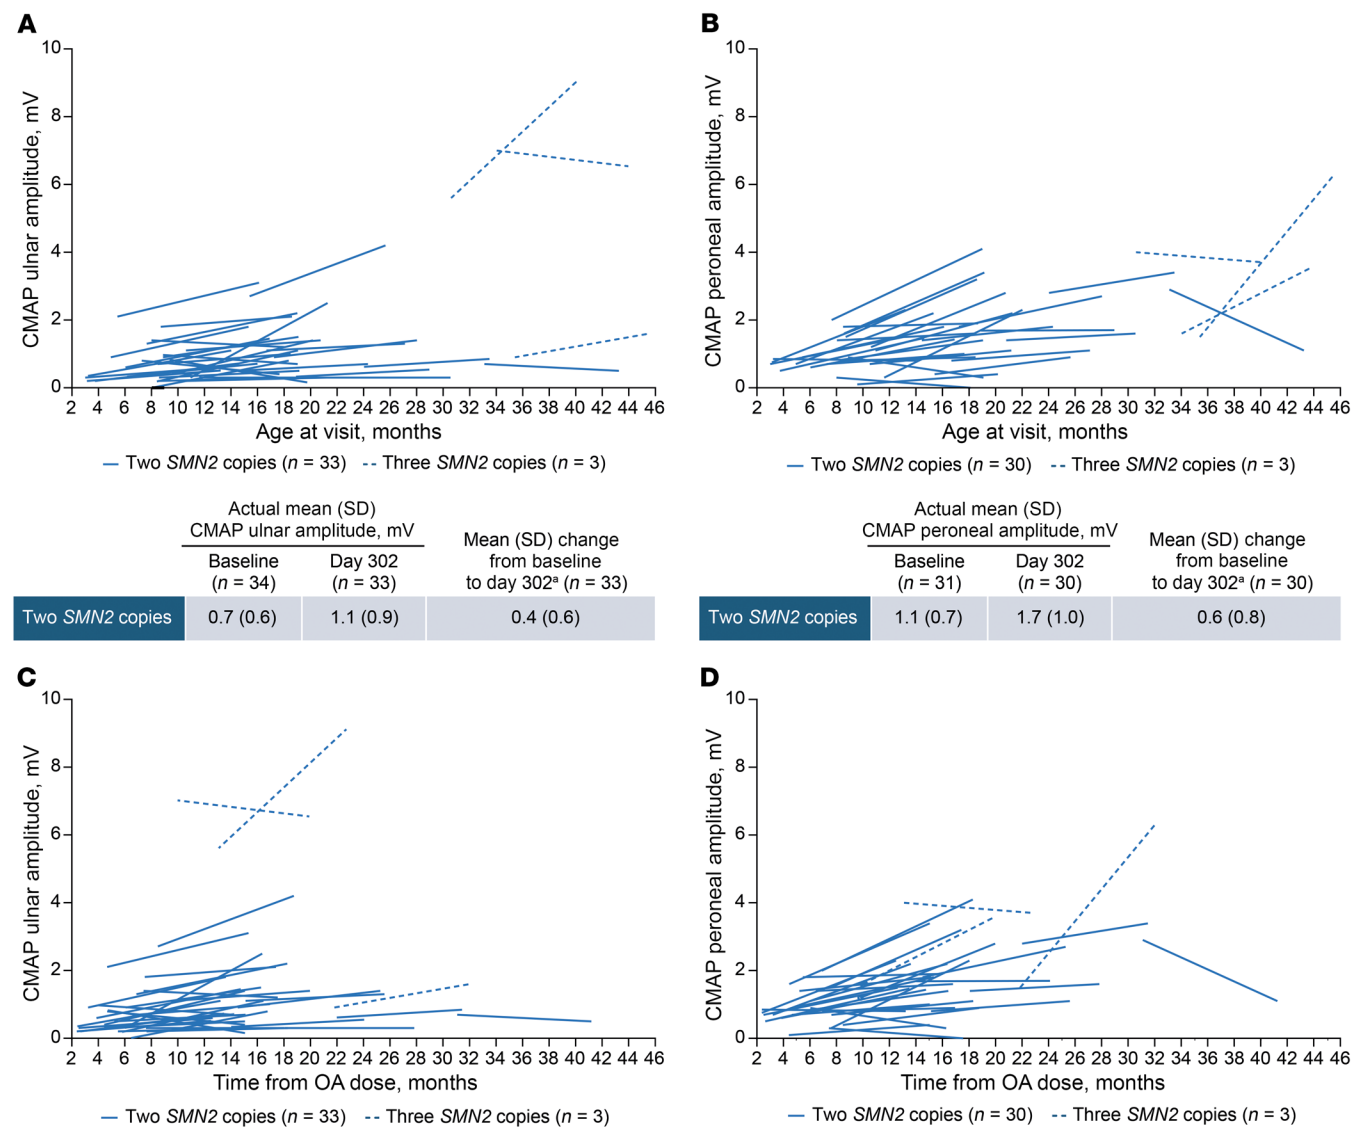 A
CMAP ulnar amplitude, mV
10
8
6
4
2
0
2 4 6 8 10 12 14 16 18 20 22 24 26 28 30 32 34 36 38 40 42 44 46
Age at visit, months
Two SMN2 copies (n = 33) Three SMN2 copies (n = 3)
Actual mean (SD)
CMAP ulnar amplitude, mV
Baseline
(n = 34)
Day 302
(n = 33)
Mean (SD) change
from baseline
to day 302ᵃ (n = 33)
Two SMN2 copies 0.7 (0.6) 1.1 (0.9) 0.4 (0.6)
B
CMAP peroneal amplitude, mV
10
8
6
4
2
0
2 4 6 8 10 12 14 16 18 20 22 24 26 28 30 32 34 36 38 40 42 44 46
Age at visit, months
Two SMN2 copies (n = 30) Three SMN2 copies (n = 3)
Actual mean (SD)
CMAP peroneal amplitude, mV
Baseline
(n = 31)
Day 302
(n = 30)
Mean (SD) change
from baseline
to day 302ᵃ (n = 30)
Two SMN2 copies 1.1 (0.7) 1.7 (1.0) 0.6 (0.8)
C
CMAP ulnar amplitude, mV
10
8
6
4
2
0
2 4 6 8 10 12 14 16 18 20 22 24 26 28 30 32 34 36 38 40 42 44 46
Time from OA dose, months
Two SMN2 copies (n = 33) Three SMN2 copies (n = 3)
D
CMAP peroneal amplitude, mV
10
8
6
4
2
0
2 4 6 8 10 12 14 16 18 20 22 24 26 28 30 32 34 36 38 40 42 44 46
Time from OA dose, months
Two SMN2 copies (n = 30) Three SMN2 copies (n = 3)